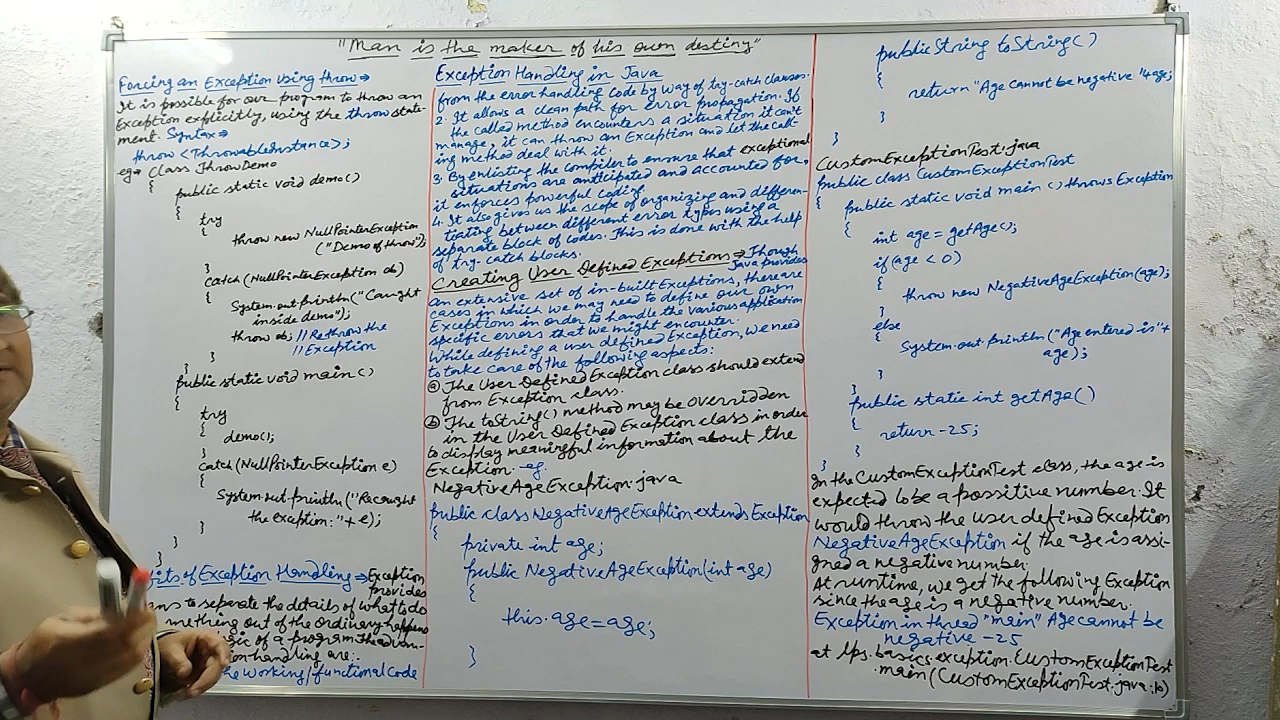 "Man is the maker of his own destiny"
Forcing an Exception using throw ⇒
It is possible for our program to throw an
Exception explicitly, using the throw state-
ment. Syntax ⇒
throw <ThrowableInstance>;
eg ⇒ class ThrowDemo
{
public static void demo()
{
try
{
throw new NullPointerException
("Demo of throw");
}
catch (NullPointerException ob)
{
System.out.println("Caught
inside demo");
throw ob; // Rethrow the
// Exception
}
}
public static void main()
{
try
{
demo();
}
catch (NullPointerException e)
{
System.out.println("Recaught
the exception:" + e);
}
}
}
of Exception Handling ⇒ Exception
provides
to separate the details of what to do
out of the ordinary happens
of a program
handling are:-
working/functional Code
Exception Handling in Java
from the error handling Code by way of try-catch clauses.
2. It allows a clean path for error propagation. If
the called method encounters a situation it can't
manage, it can throw an Exception and let the call-
ing method deal with it.
3. By enlisting the compiler to ensure that exceptional
situations are anticipated and accounted for,
it enforces powerful coding
4. It also gives us the scope of organizing and differen-
tiating between different error types using a
separate block of codes. This is done with the help
of try-catch blocks.
Creating User Defined Exceptions ⇒ Though
Java provides
an extensive set of in-built Exceptions, there are
cases in which we may need to define our own
Exceptions in order to handle the various application
specific errors that we might encounter.
While defining a user defined Exception, we need
to take care of the following aspects:
(a) The User Defined Exception class should extend
from Exception class.
(b) The toString() method may be overridden
in the User Defined Exception class in order
to display meaningful information about the
Exception. -eg.
NegativeAgeException.java
public class NegativeAgeException extends Exception
{
private int age;
public NegativeAgeException(int age)
{
this.age = age;
}
public String toString()
{
return "Age cannot be negative "+age;
}
}
CustomExceptionTest.java
public class CustomExceptionTest
{
public static void main() throws Exception
{
int age = getAge();
if (age < 0)
{
throw new NegativeAgeException(age);
}
else
{
System.out.println("Age entered is"+
age);
}
}
public static int getAge()
{
return -25;
}
}
In the CustomExceptionTest class, the age is
expected to be a possitive number. It
would throw the user defined Exception
NegativeAgeException if the age is assi-
gned a negative number.
At runtime, we get the following Exception
since the age is a negative number.
Exception in thread "main" Age cannot be
negative -25
at lps.basics.exception.CustomExceptionTest
.main(CustomExceptionTest.java:10)